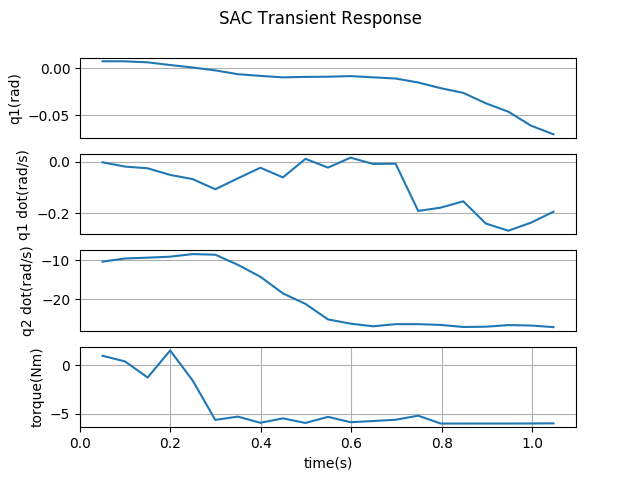 SAC Transient Response
q1(rad)
0.00
−0.05
q1 dot(rad/s)
0.0
−0.2
q2 dot(rad/s)
−10
−20
torque(Nm)
0
−5
0.0 0.2 0.4 0.6 0.8 1.0
time(s)